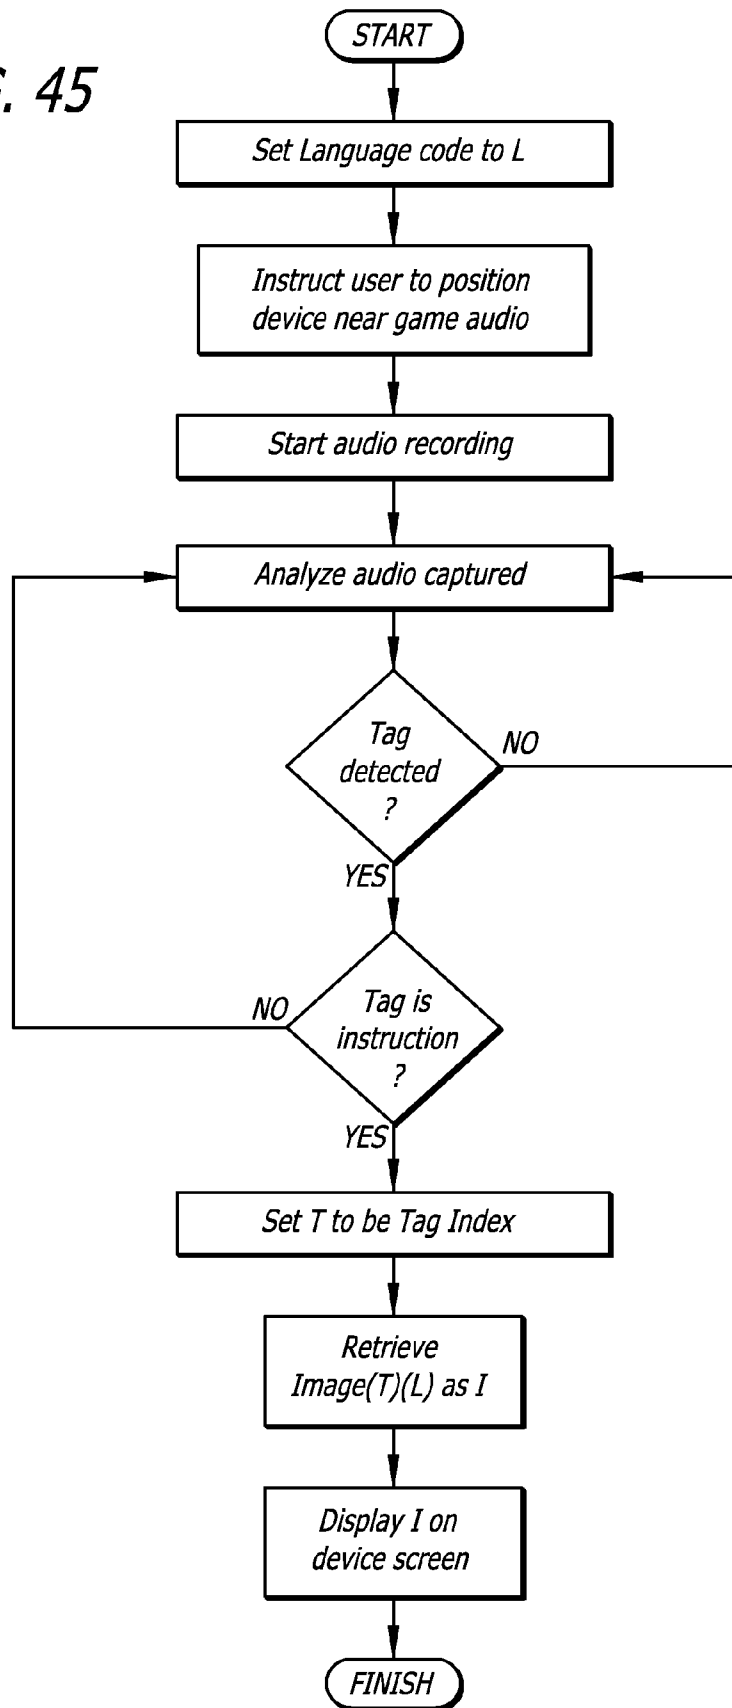 START
. 45
Set Language code to L
Instruct user to position
device near game audio
Start audio recording
Analyze audio captured
Tag
detected
?
NO
YES
Tag is
instruction
?
NO
YES
Set T to be Tag Index
Retrieve
Image(T)(L) as I
Display I on
device screen
FINISH